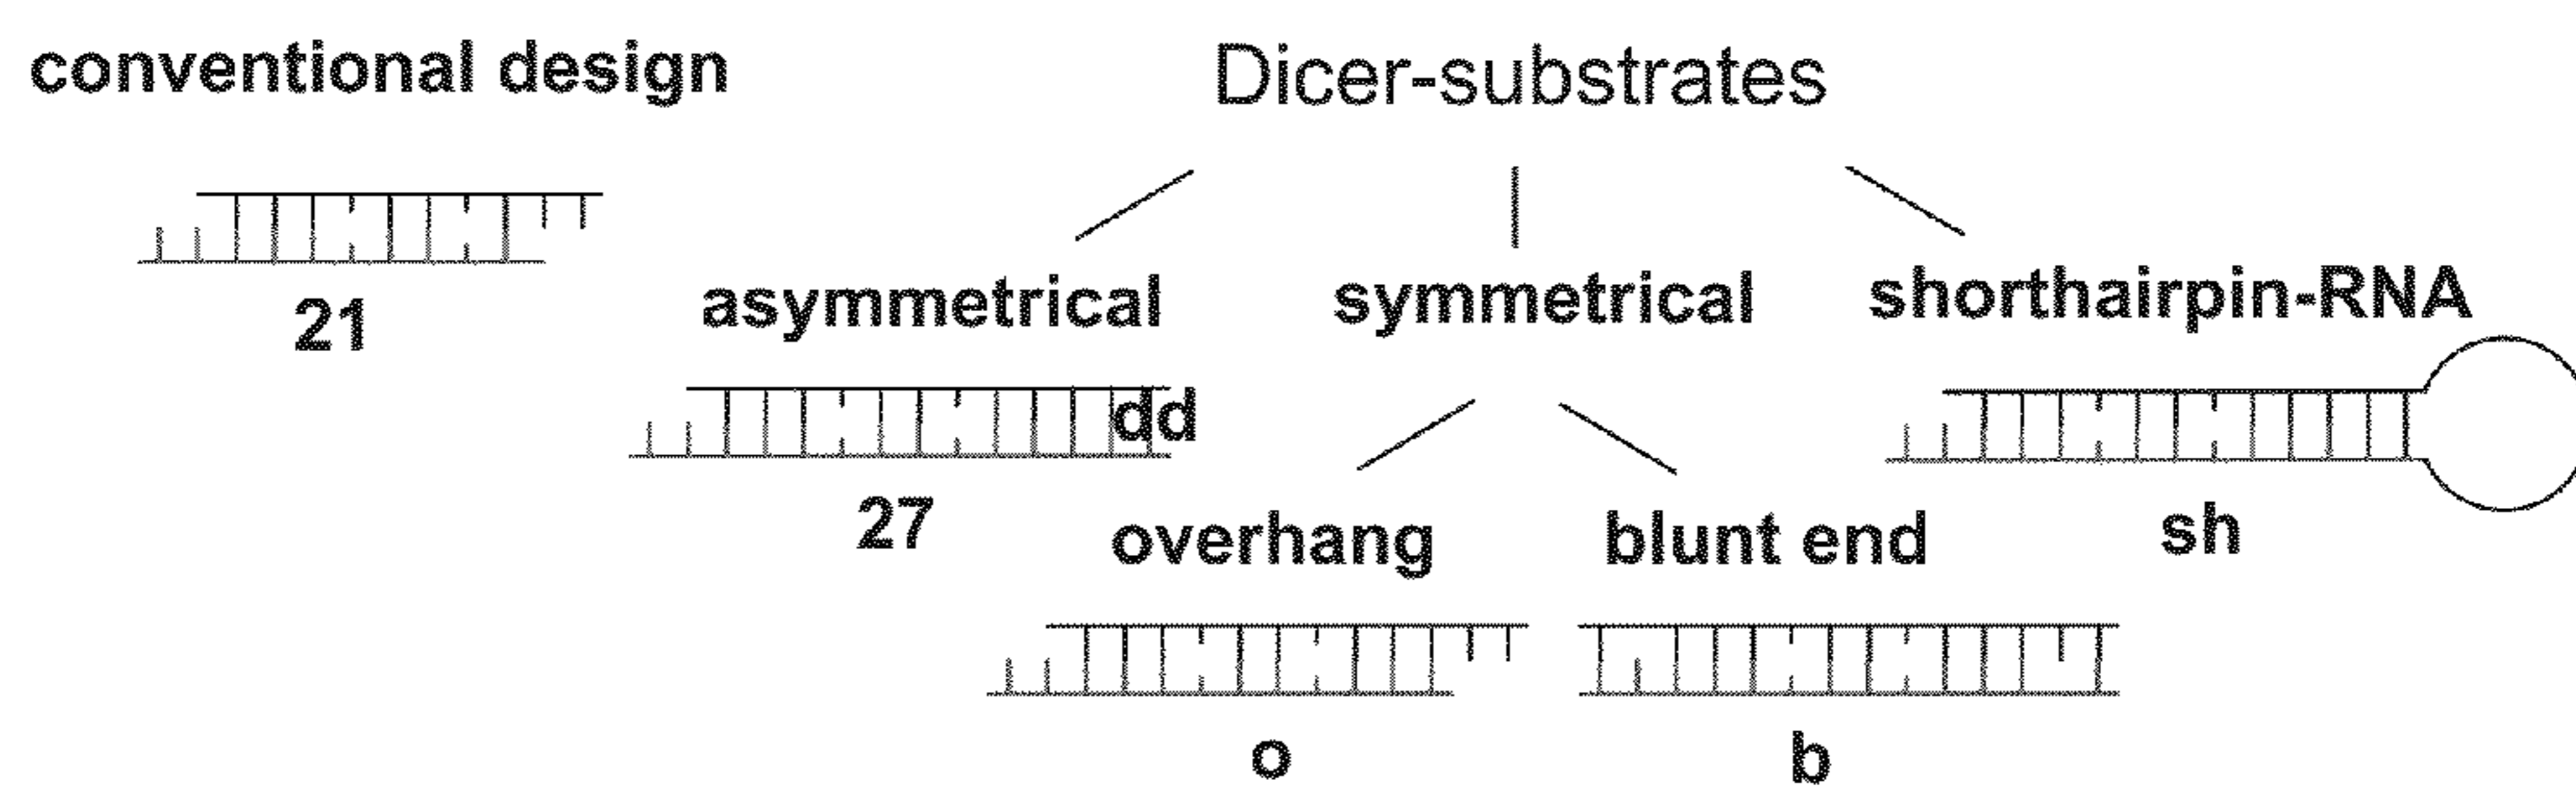 conventional design
Dicer-substrates
21
asymmetrical
symmetrical
shorthairpin-RNA
dd
27
overhang
blunt end
sh
o
b